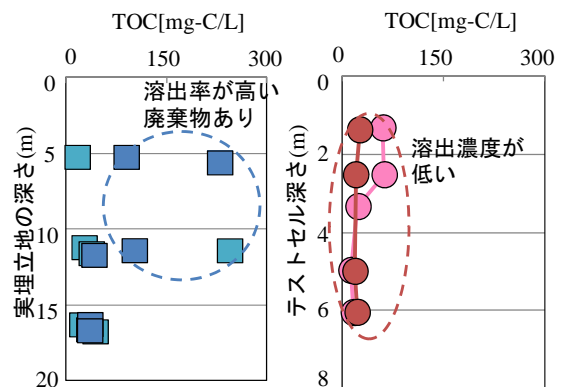 TOC[mg-C/L]
0 150 300
0
5
10
15
20
実埋立地の深さ(m)
溶出率が高い
廃棄物あり
TOC[mg-C/L]
0 150 300
0
2
4
6
8
テストセル深さ(m)
溶出濃度が
低い